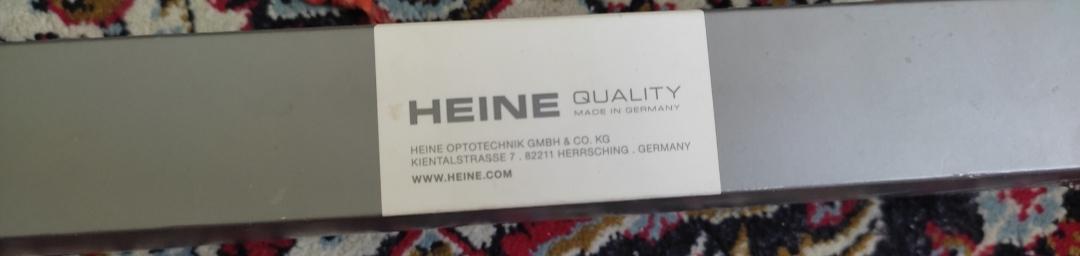 HEINE QUALITY
MADE IN GERMANY
HEINE OPTOTECHNIK GMBH & CO. KG
KIENTALSTRASSE 7 . 82211 HERRSCHING . GERMANY
WWW.HEINE.COM